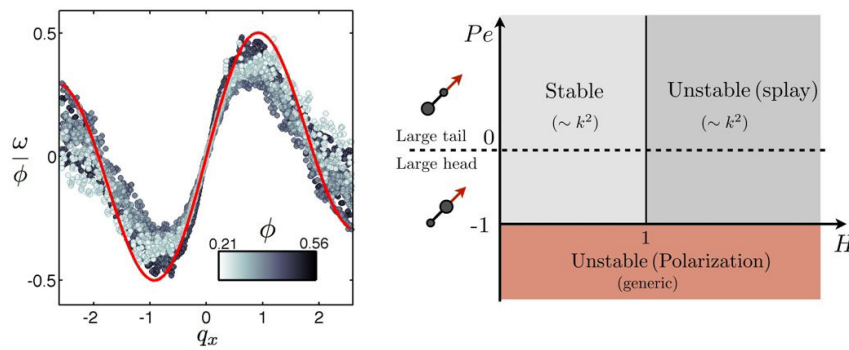 0.5
0
-0.5
ω/ϕ
ϕ
0.21
0.56
-2
-1
0
1
2
q_x
Pe
Stable
(∼ k²)
Unstable (splay)
(∼ k²)
Large tail
0
Large head
-1
1
H
Unstable (Polarization)
(generic)